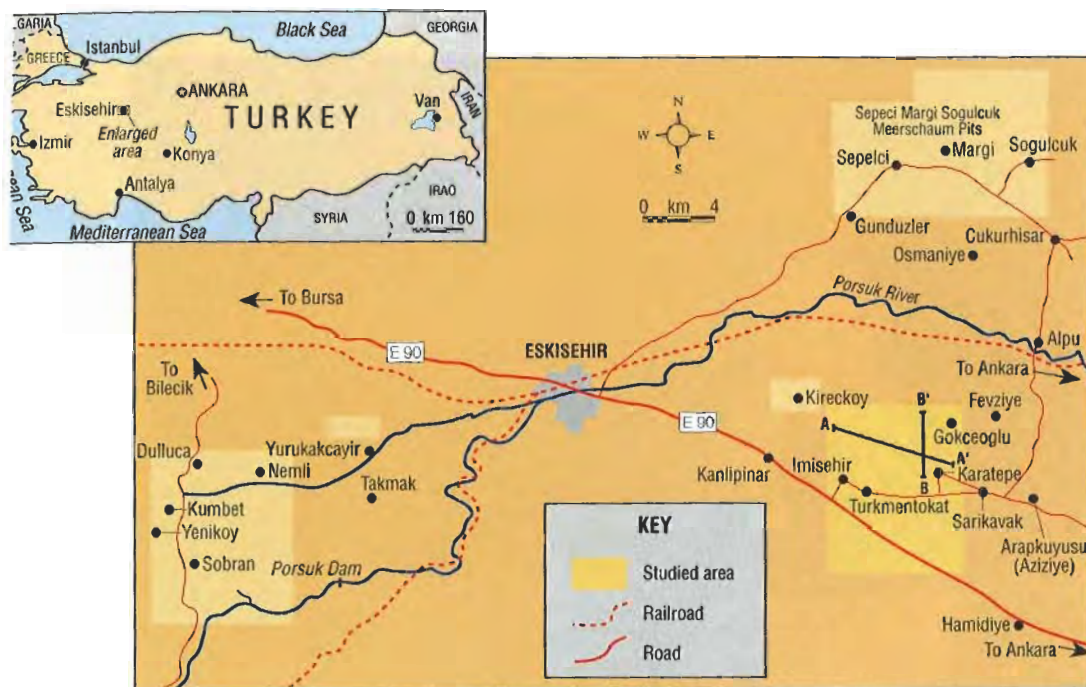 GARIA
GREECE
Istanbul
Black Sea
GEORGIA
ANKARA
Eskisehir
Enlarged
area
TURKEY
Van
IRAN
Izmir
Konya
Antalya
IRAO
SYRIA
0 km 160
ean Sea
Mediterranean Sea
N
W E
S
0 km 4
Sepeci Margi Sogulcuk
Meerschaum Pits
Margi
Sogulcuk
Sepelci
Gunduzler
Cukurhisar
Osmaniye
Porsuk River
To Bursa
E 90
ESKISEHIR
Alpu
To Ankara
To
Bilecik
Kireckoy
B'
Fevziye
A
Gokceoglu
E 90
A'
Dulluca
Yurukakcayir
Nemli
Kanlipinar
Imisehir
Karatepe
B
Takmak
Turkmentokat
Kumbet
Sarikavak
Yenikoy
Arapkuyusu
(Aziziye)
Sobran
Porsuk Dam
Hamidiye
To Ankara
KEY
Studied area
Railroad
Road